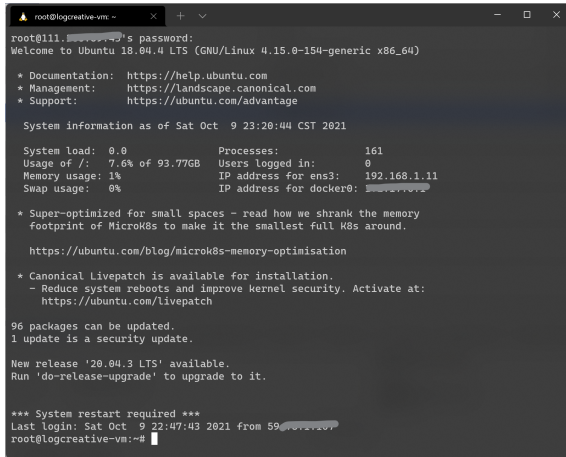 root@logcreative-vm: ~
root@111. 's password:
Welcome to Ubuntu 18.04.4 LTS (GNU/Linux 4.15.0-154-generic x86_64)
* Documentation:  https://help.ubuntu.com
* Management:     https://landscape.canonical.com
* Support:        https://ubuntu.com/advantage
System information as of Sat Oct  9 23:20:44 CST 2021
System load:  0.0                Processes:              161
Usage of /:   7.6% of 93.77GB   Users logged in:        0
Memory usage: 1%                 IP address for ens3:    192.168.1.11
Swap usage:   0%                 IP address for docker0:
* Super-optimized for small spaces - read how we shrank the memory
footprint of MicroK8s to make it the smallest full K8s around.
https://ubuntu.com/blog/microk8s-memory-optimisation
* Canonical Livepatch is available for installation.
- Reduce system reboots and improve kernel security. Activate at:
https://ubuntu.com/livepatch
96 packages can be updated.
1 update is a security update.
New release '20.04.3 LTS' available.
Run 'do-release-upgrade' to upgrade to it.
*** System restart required ***
Last login: Sat Oct  9 22:47:43 2021 from 59
root@logcreative-vm:~#